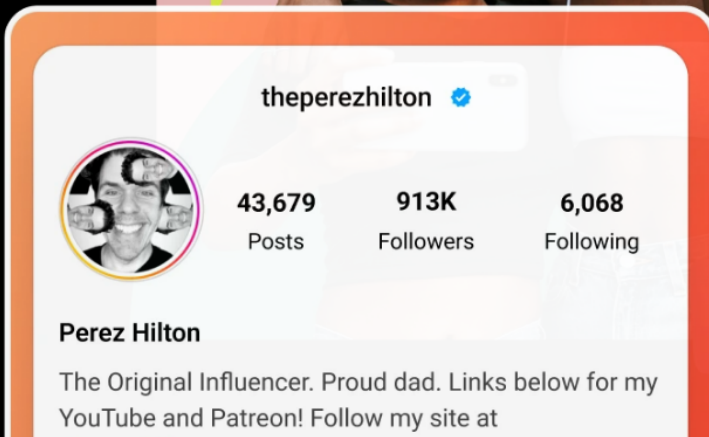 theperezhilton
43,679
913K
6,068
Posts
Followers
Following
Perez Hilton
The Original Influencer. Proud dad. Links below for my
YouTube and Patreon! Follow my site at